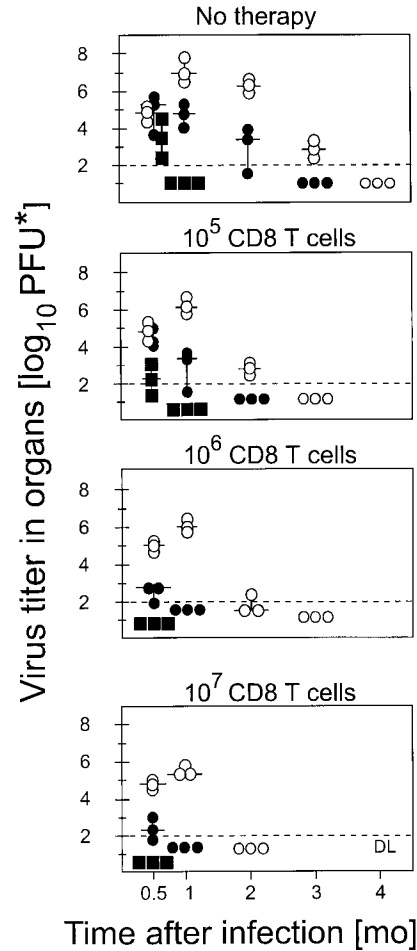 No therapy
8
6
4
2
10^5 CD8 T cells
8
6
4
2
10^6 CD8 T cells
8
6
4
2
10^7 CD8 T cells
8
6
4
2
DL
0.5 1 2 3 4
Time after infection [mo]
Virus titer in organs [log10 PFU*]